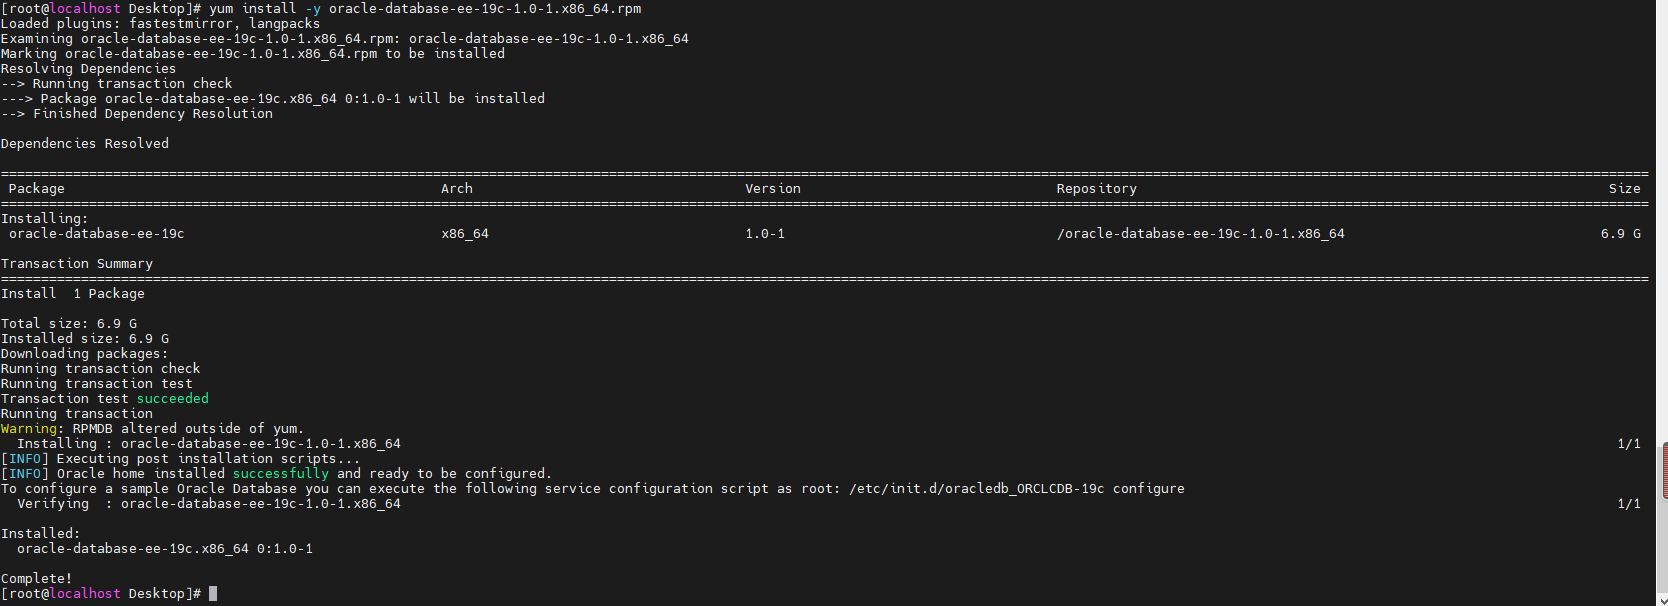 [root@localhost Desktop]# yum install -y oracle-database-ee-19c-1.0-1.x86_64.rpm
Loaded plugins: fastestmirror, langpacks
Examining oracle-database-ee-19c-1.0-1.x86_64.rpm: oracle-database-ee-19c-1.0-1.x86_64
Marking oracle-database-ee-19c-1.0-1.x86_64.rpm to be installed
Resolving Dependencies
--> Running transaction check
---> Package oracle-database-ee-19c.x86_64 0:1.0-1 will be installed
--> Finished Dependency Resolution
Dependencies Resolved
Package Arch Version Repository Size
Installing:
oracle-database-ee-19c x86_64 1.0-1 /oracle-database-ee-19c-1.0-1.x86_64 6.9 G
Transaction Summary
Install 1 Package
Total size: 6.9 G
Installed size: 6.9 G
Downloading packages:
Running transaction check
Running transaction test
Transaction test succeeded
Running transaction
Warning: RPMDB altered outside of yum.
Installing : oracle-database-ee-19c-1.0-1.x86_64 1/1
[INFO] Executing post installation scripts...
[INFO] Oracle home installed successfully and ready to be configured.
To configure a sample Oracle Database you can execute the following service configuration script as root: /etc/init.d/oracledb_ORCLCDB-19c configure
Verifying : oracle-database-ee-19c-1.0-1.x86_64 1/1
Installed:
oracle-database-ee-19c.x86_64 0:1.0-1
Complete!
[root@localhost Desktop]#